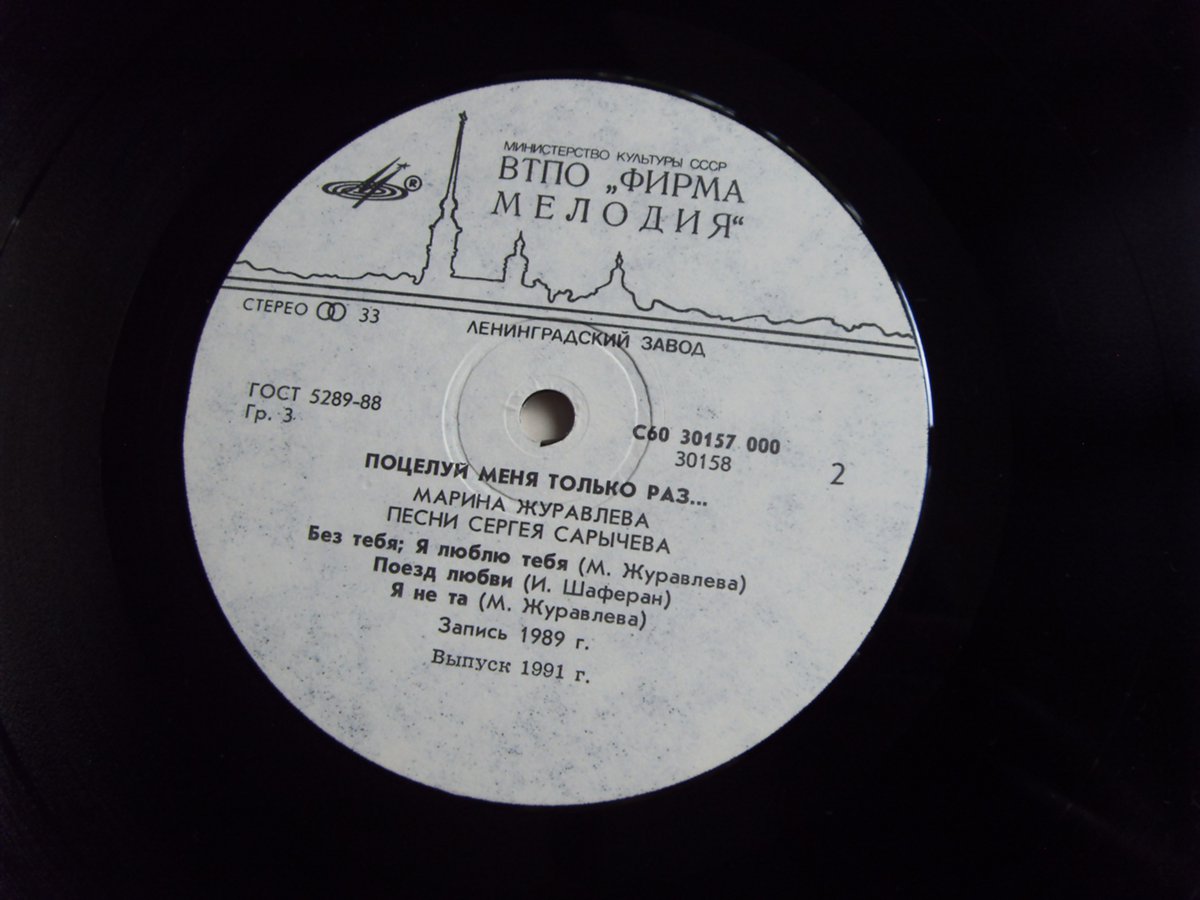 МИНИСТЕРСТВО КУЛЬТУРЫ СССР
ВТПО „ФИРМА
МЕЛОДИЯ“
®
СТЕРЕО 33
ЛЕНИНГРАДСКИЙ ЗАВОД
ГОСТ 5289-88
Гр. 3
С60 30157 000
30158
2
ПОЦЕЛУЙ МЕНЯ ТОЛЬКО РАЗ...
МАРИНА ЖУРАВЛЕВА
ПЕСНИ СЕРГЕЯ САРЫЧЕВА
Без тебя; Я люблю тебя (М. Журавлева)
Поезд любви (И. Шаферан)
Я не та (М. Журавлева)
Запись 1989 г.
Выпуск 1991 г.